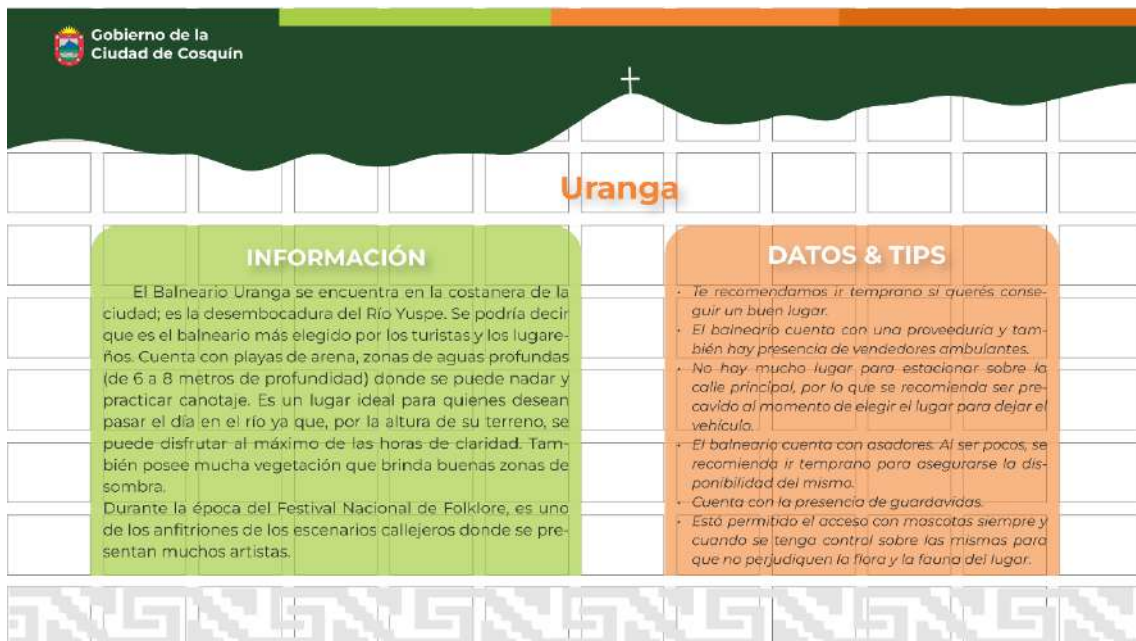 Gobierno de la
Ciudad de Cosquín
Uranga
INFORMACIÓN
El Balneario Uranga se encuentra en la costanera de la
ciudad; es la desembocadura del Río Yuspe. Se podría decir
que es el balneario más elegido por los turistas y los lugare-
ños. Cuenta con playas de arena, zonas de aguas profundas
(de 6 a 8 metros de profundidad) donde se puede nadar y
practicar canotaje. Es un lugar ideal para quienes desean
pasar el día en el río ya que, por la altura de su terreno, se
puede disfrutar al máximo de las horas de claridad. Tam-
bién posee mucha vegetación que brinda buenas zonas de
sombra.
Durante la época del Festival Nacional de Folklore, es uno
de los anfitriones de los escenarios callejeros donde se pre-
sentan muchos artistas.
DATOS & TIPS
· Te recomendamos ir temprano si querés conse-
guir un buen lugar.
· El balneario cuenta con una proveeduría y tam-
bién hay presencia de vendedores ambulantes.
· No hay mucho lugar para estacionar sobre la
calle principal, por lo que se recomienda ser pre-
cavido al momento de elegir el lugar para dejar el
vehículo.
· El balneario cuenta con asadores. Al ser pocos, se
recomienda ir temprano para asegurarse la dis-
ponibilidad del mismo.
· Cuenta con la presencia de guardavidas.
· Está permitido el acceso con mascotas siempre y
cuando se tenga control sobre las mismas para
que no perjudiquen la flora y la fauna del lugar.